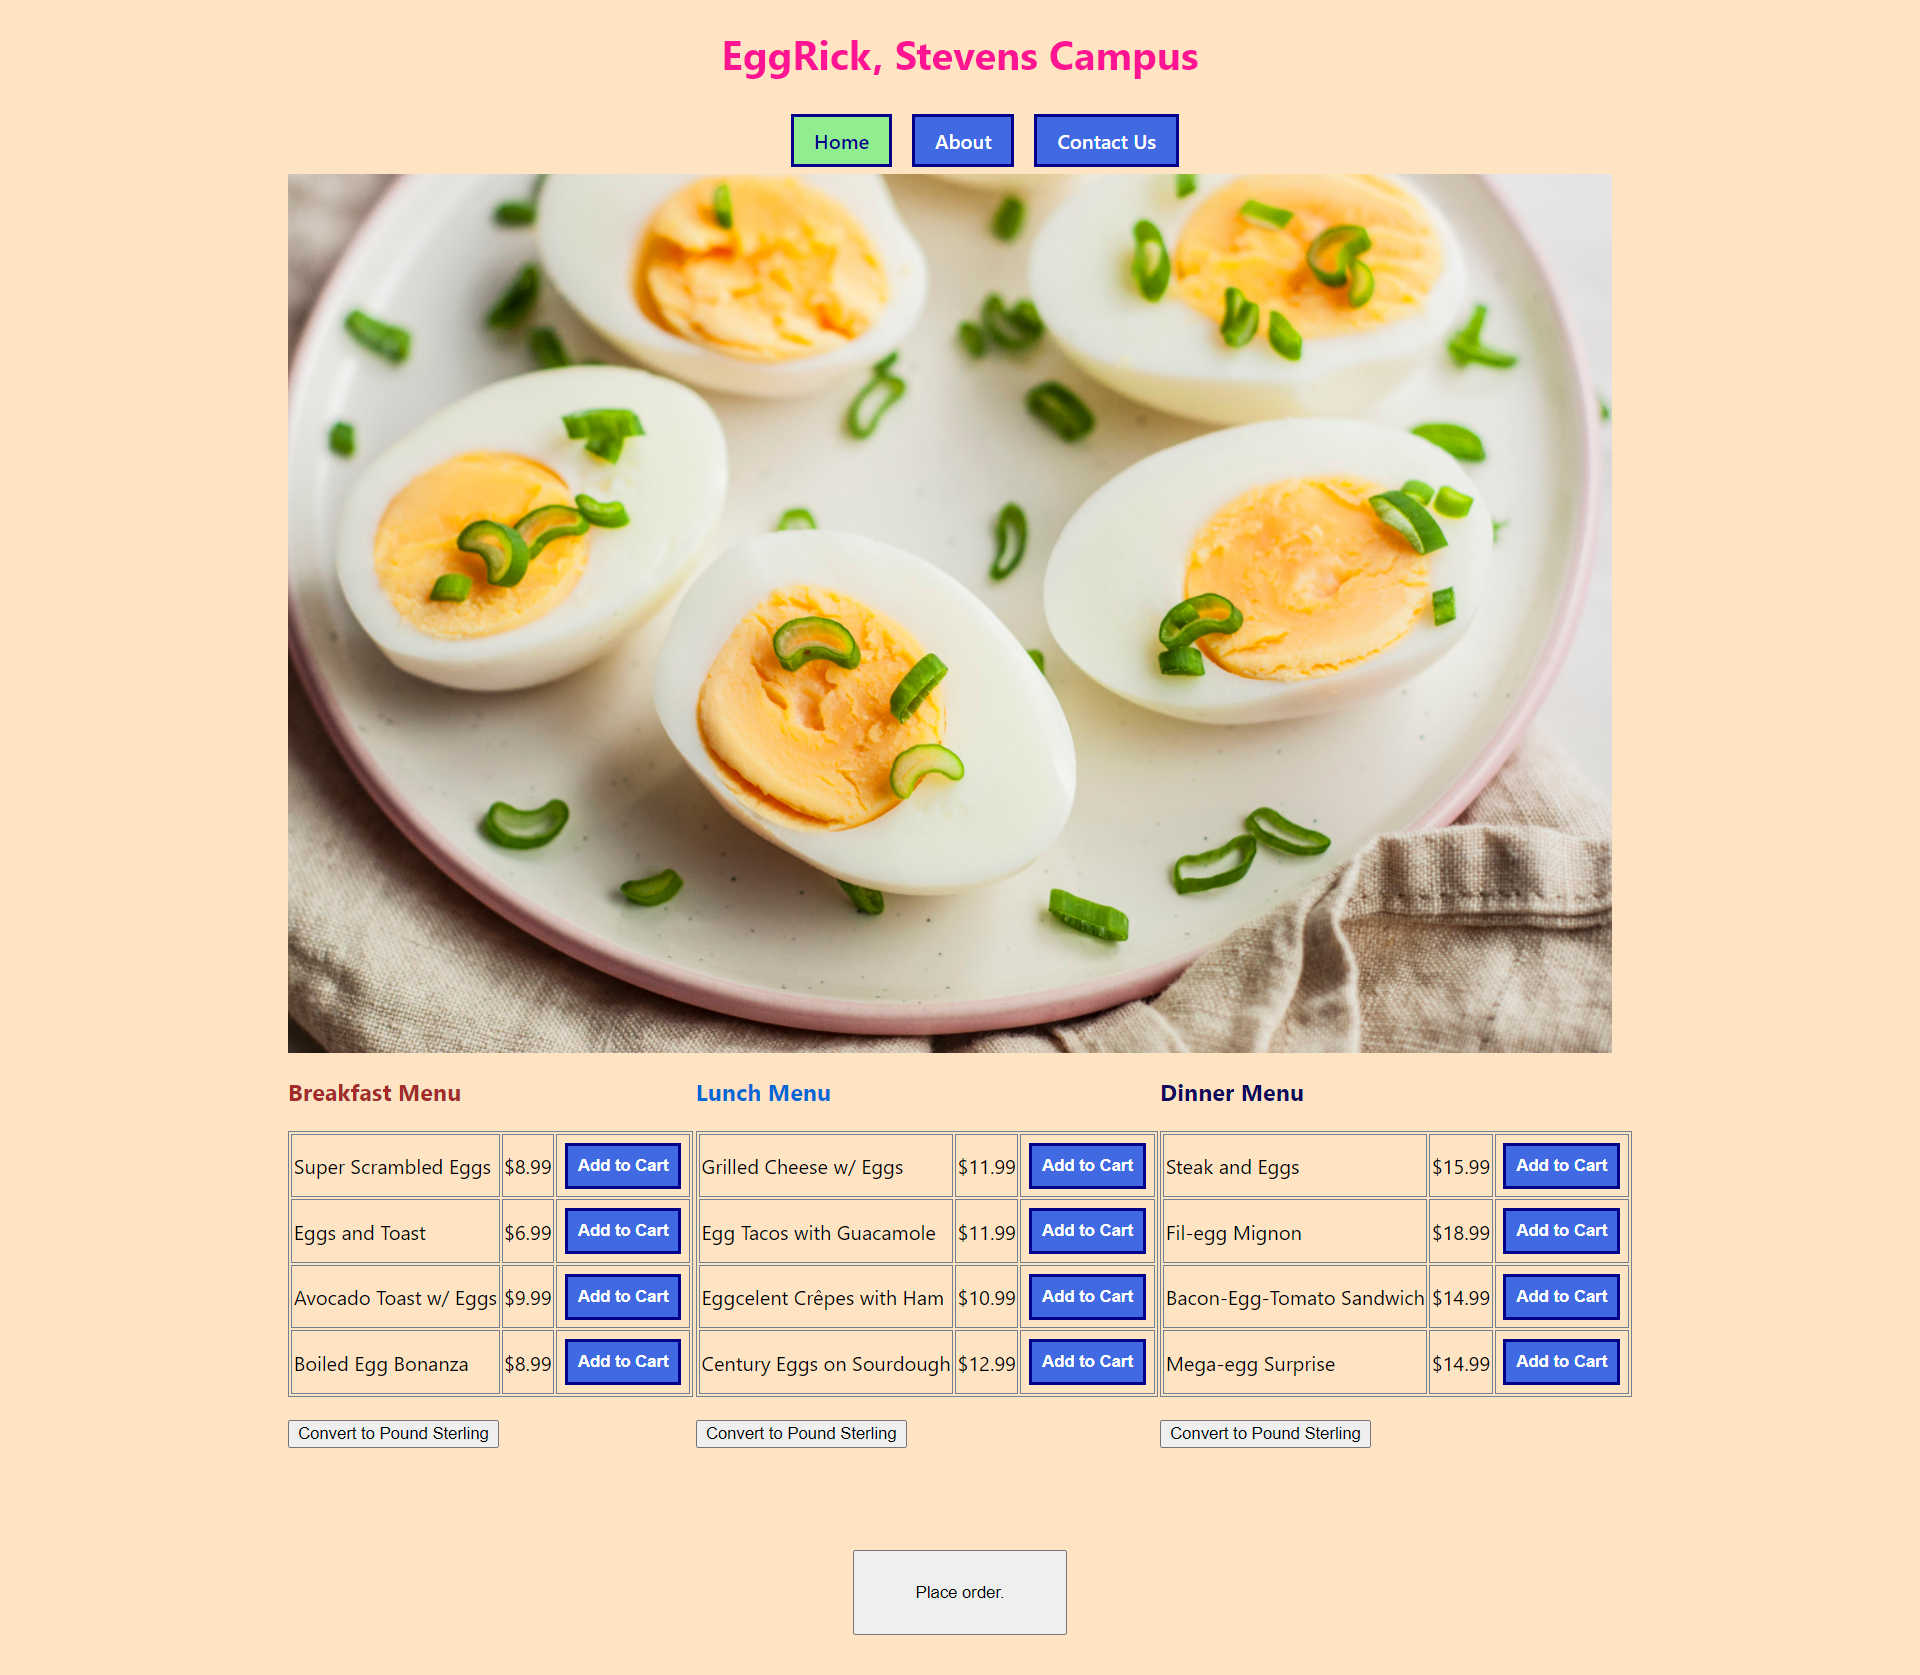 EggRick, Stevens Campus
Home About Contact Us
Breakfast Menu
Super Scrambled Eggs $8.99 Add to Cart
Eggs and Toast $6.99 Add to Cart
Avocado Toast w/ Eggs $9.99 Add to Cart
Boiled Egg Bonanza $8.99 Add to Cart
Convert to Pound Sterling
Lunch Menu
Grilled Cheese w/ Eggs $11.99 Add to Cart
Egg Tacos with Guacamole $11.99 Add to Cart
Eggcelent Crêpes with Ham $10.99 Add to Cart
Century Eggs on Sourdough $12.99 Add to Cart
Convert to Pound Sterling
Dinner Menu
Steak and Eggs $15.99 Add to Cart
Fil-egg Mignon $18.99 Add to Cart
Bacon-Egg-Tomato Sandwich $14.99 Add to Cart
Mega-egg Surprise $14.99 Add to Cart
Convert to Pound Sterling
Place order.